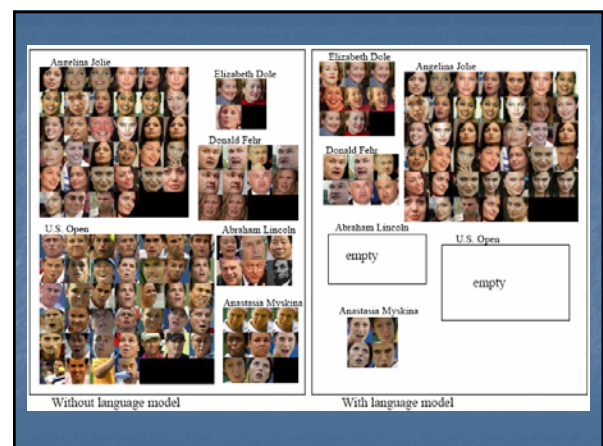 Angelina Jolie
Elizabeth Dole
Donald Fehr
U.S. Open
Abraham Lincoln
Anastasia Myskina
Without language model
Elizabeth Dole
Angelina Jolie
Donald Fehr
Abraham Lincoln
empty
U.S. Open
empty
Anastasia Myskina
With language model